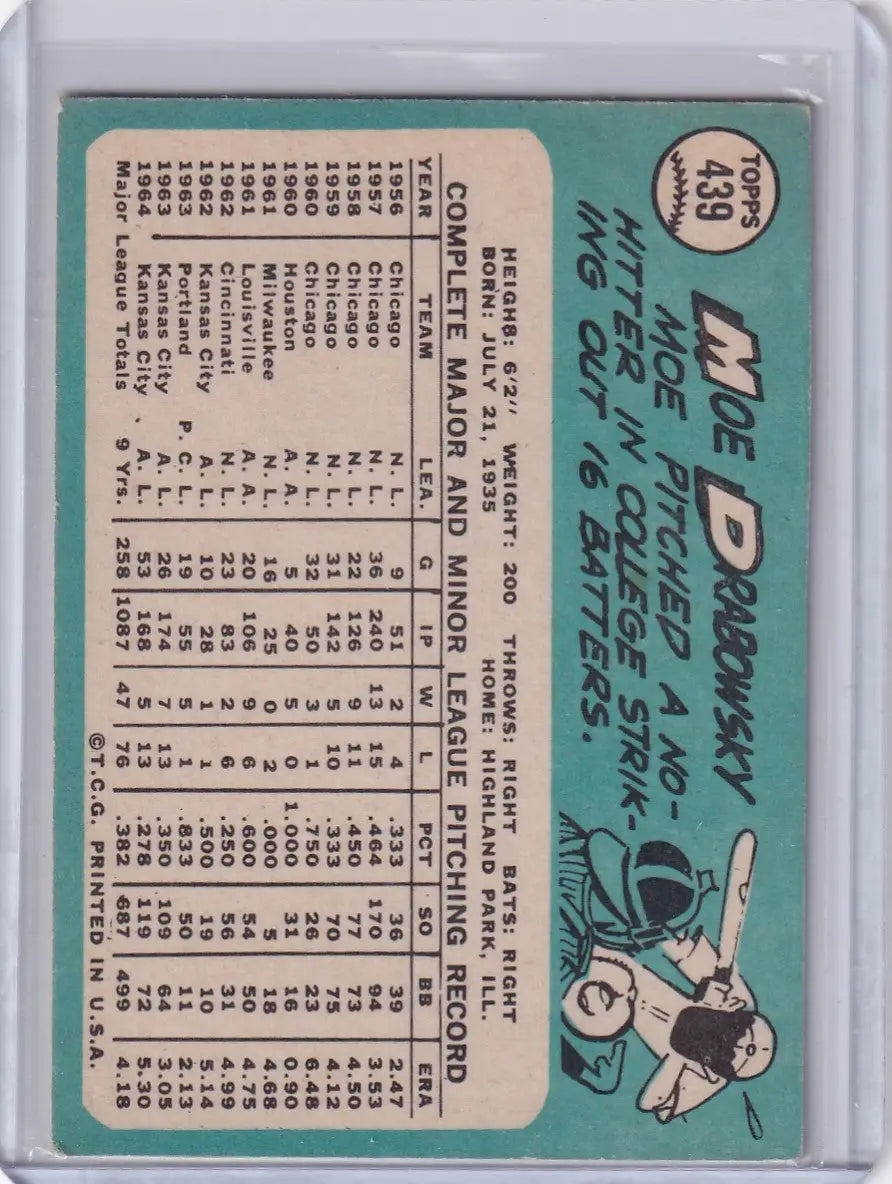 TOPPS
439
MOE DRABOWSKY
MOE PITCHED A NO-
HITTER IN COLLEGE STRIK-
ING OUT 16 BATTERS.
HEIGH8: 6'2" WEIGHT: 200 THROWS: RIGHT BATS: RIGHT
BORN: JULY 21, 1935 HOME: HIGHLAND PARK, ILL.
COMPLETE MAJOR AND MINOR LEAGUE PITCHING RECORD
YEAR TEAM LEA. G IP W L PCT SO BB ERA
1956 Chicago N. L. 9 51 2 4 .333 36 39 2.47
1957 Chicago N. L. 36 240 13 15 .464 170 94 3.53
1958 Chicago N. L. 22 126 9 11 .450 77 73 4.50
1959 Chicago N. L. 31 142 5 10 .333 70 75 4.12
1960 Chicago N. L. 32 50 3 1 .750 26 23 6.48
1960 Houston A. A. 5 40 5 0 1.000 31 16 0.90
1961 Milwaukee N. L. 16 25 0 2 .000 5 18 4.68
1961 Louisville A. A. 20 106 9 6 .600 54 50 4.75
1962 Cincinnati N. L. 23 83 2 6 .250 56 31 4.99
1962 Kansas City A. L. 10 28 1 1 .500 19 10 5.14
1963 Portland P. C. L. 19 55 5 1 .833 50 11 2.13
1963 Kansas City A. L. 26 174 7 13 .350 109 64 3.05
1964 Kansas City A. L. 53 168 5 13 .278 119 72 5.30
Major League Totals 9 Yrs. 258 1087 47 76 .382 687 499 4.18
©T.C.G. PRINTED IN U.S.A.